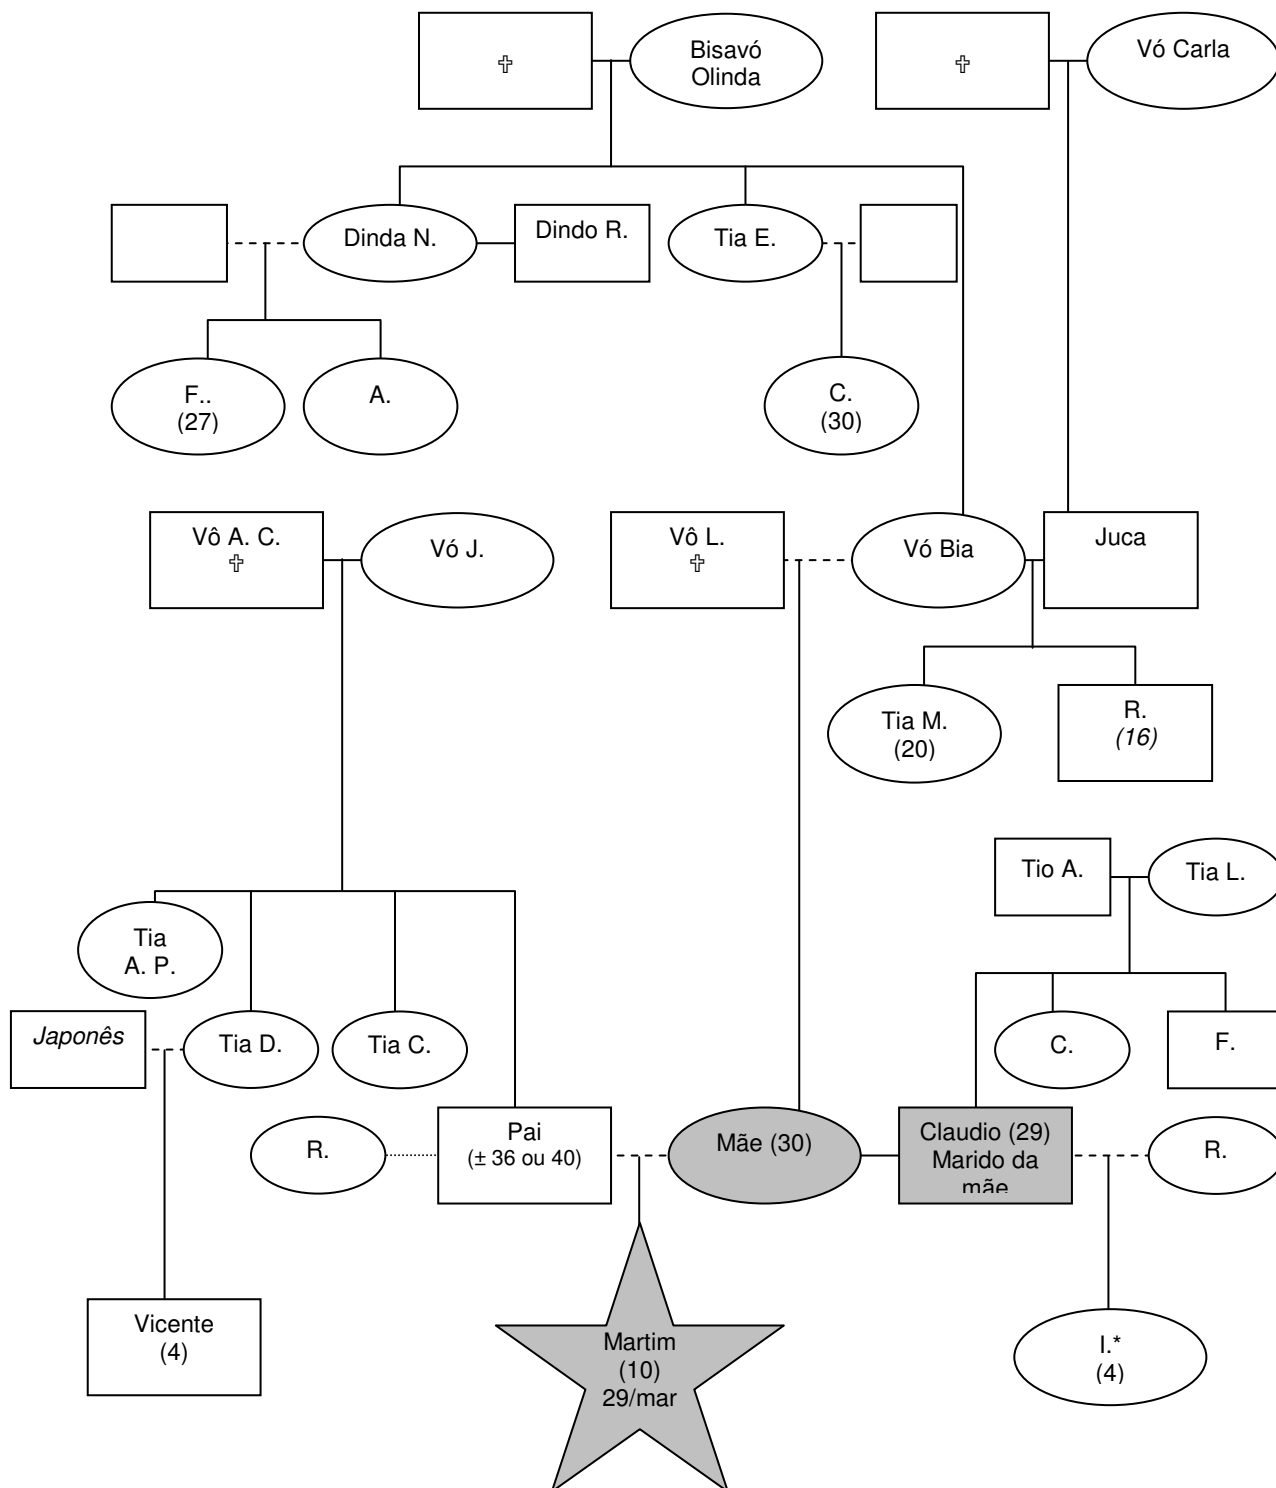 ✞
Bisavó
Olinda
✞
Vó Carla
Dinda N.
Dindo R.
Tia E.
F..
(27)
A.
C.
(30)
Vô A. C.
✞
Vó J.
Vô L.
✞
Vó Bia
Juca
Tia M.
(20)
R.
(16)
Tio A.
Tia L.
Tia
A. P.
Japonês
Tia D.
Tia C.
C.
F.
R.
Pai
(± 36 ou 40)
Mãe (30)
Claudio (29)
Marido da
mãe
R.
Vicente
(4)
Martim
(10)
29/mar
I.*
(4)